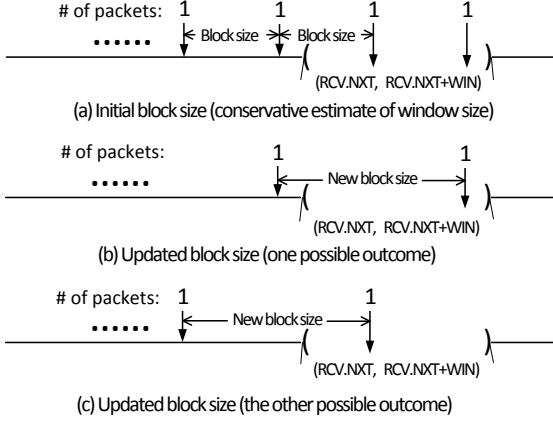 # of packets: 1 1 1 1
...... Block size Block size
( )
(RCV.NXT, RCV.NXT+WIN)
(a) Initial block size (conservative estimate of window size)
# of packets: 1 1
...... New block size
( )
(RCV.NXT, RCV.NXT+WIN)
(b) Updated block size (one possible outcome)
# of packets: 1 1
...... New block size
( )
(RCV.NXT, RCV.NXT+WIN)
(c) Updated block size (the other possible outcome)